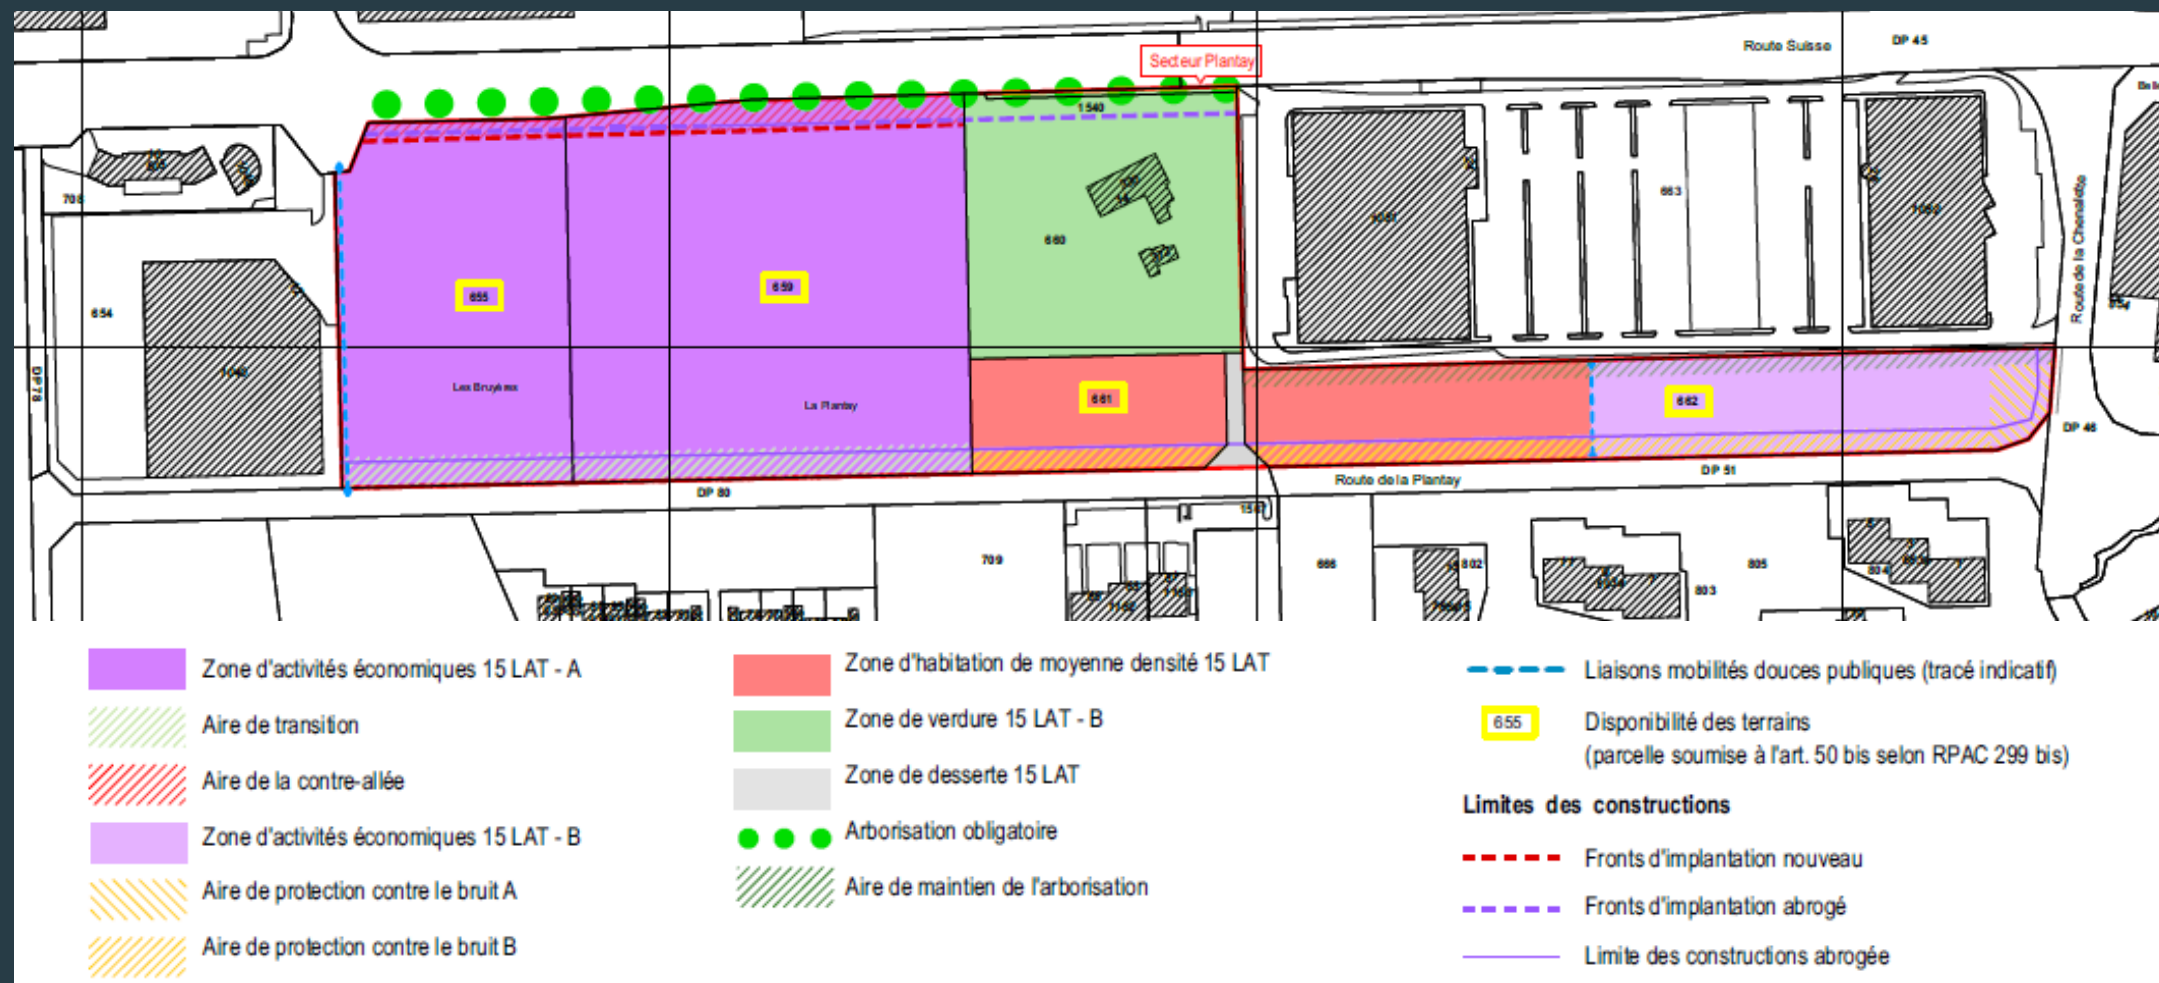 Route Suisse
DP 45
Secteur Plantay
1540
708
660
663
655
659
654
Route de la Chenalette
DP 78
Les Bruyères
La Plantay
661
662
DP 46
DP 80
Route de la Plantay
DP 51
709
666
802
803
805
804
Zone d'activités économiques 15 LAT - A
Aire de transition
Aire de la contre-allée
Zone d'activités économiques 15 LAT - B
Aire de protection contre le bruit A
Aire de protection contre le bruit B
Zone d'habitation de moyenne densité 15 LAT
Zone de verdure 15 LAT - B
Zone de desserte 15 LAT
Arborisation obligatoire
Aire de maintien de l'arborisation
Liaisons mobilités douces publiques (tracé indicatif)
655
Disponibilité des terrains
(parcelle soumise à l'art. 50 bis selon RPAC 299 bis)
Limites des constructions
Fronts d'implantation nouveau
Fronts d'implantation abrogé
Limite des constructions abrogée